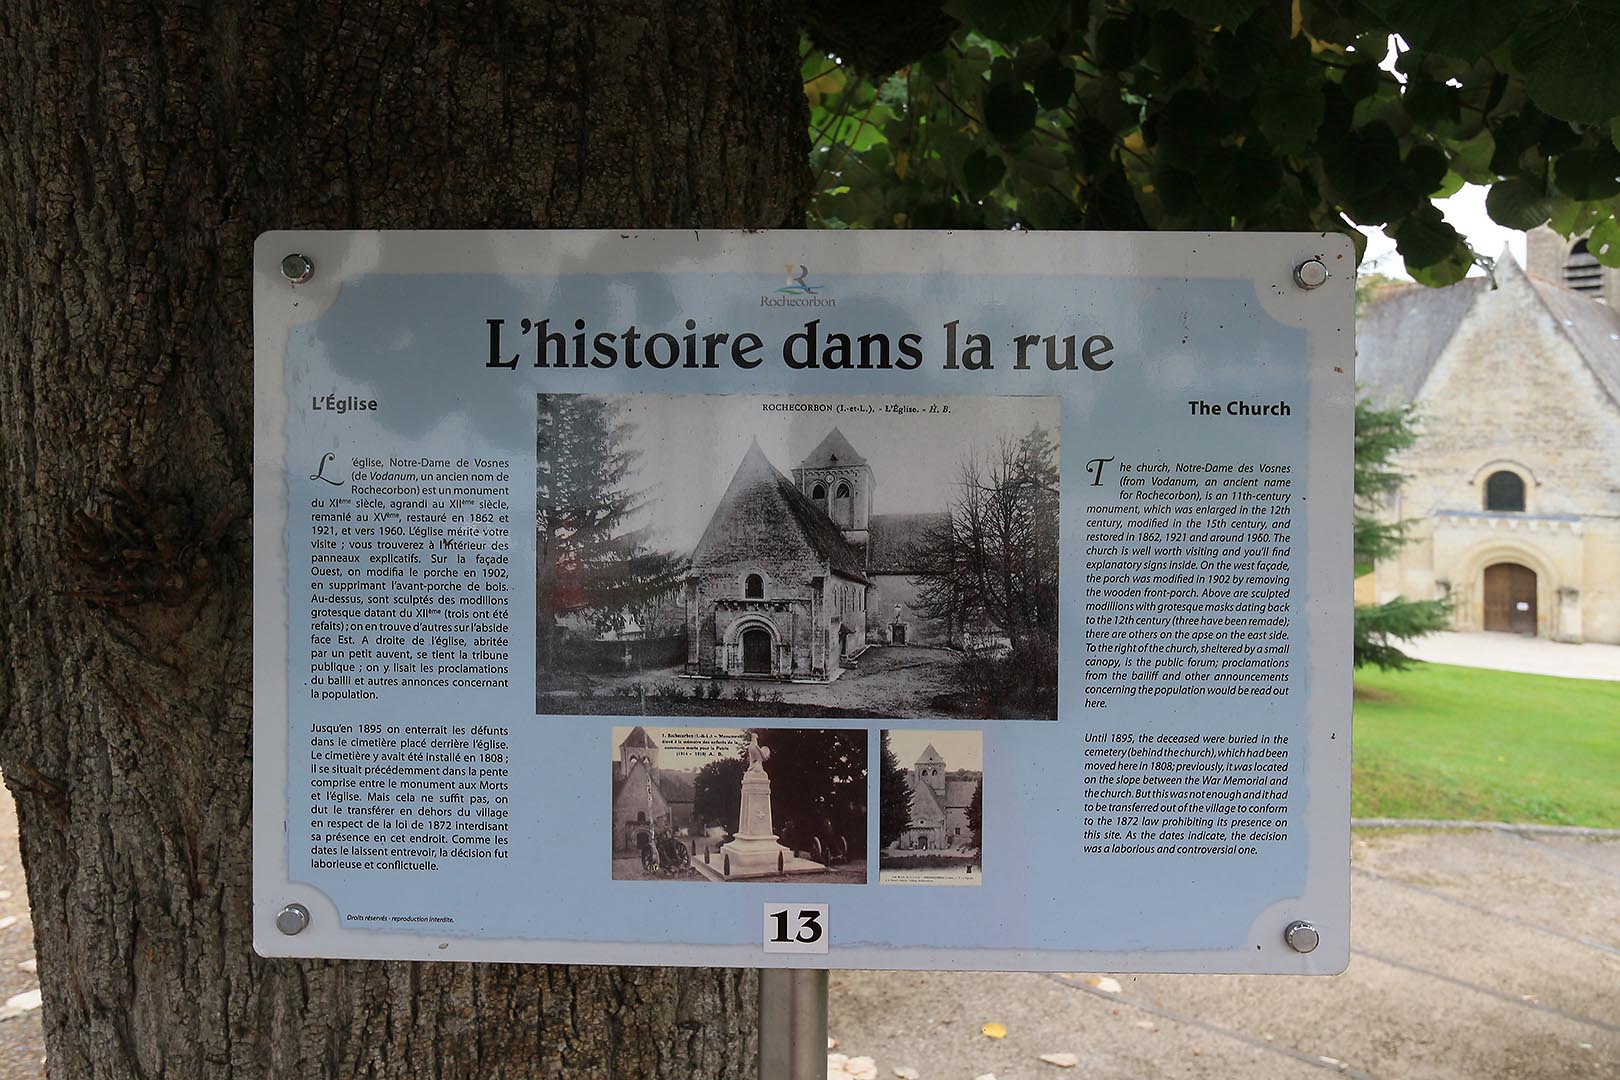 Rochecorbon
L'histoire dans la rue
L'Église
L'église, Notre-Dame de Vosnes
(de Vodanum, un ancien nom de
Rochecorbon) est un monument
du XIème siècle, agrandi au XIIème siècle,
remanié au XVème, restauré en 1862 et
1921, et vers 1960. L'église mérite votre
visite ; vous trouverez à l'intérieur des
panneaux explicatifs. Sur la façade
Ouest, on modifia le porche en 1902,
en supprimant l'avant-porche de bois.
Au-dessus, sont sculptés des modillons
grotesque datant du XIIème (trois ont été
refaits) ; on en trouve d'autres sur l'abside
face Est. A droite de l'église, abritée
par un petit auvent, se tient la tribune
publique ; on y lisait les proclamations
du bailli et autres annonces concernant
la population.
Jusqu'en 1895 on enterrait les défunts
dans le cimetière placé derrière l'église.
Le cimetière y avait été installé en 1808 ;
il se situait précédemment dans la pente
comprise entre le monument aux Morts
et l'église. Mais cela ne suffit pas, on
dut le transférer en dehors du village
en respect de la loi de 1872 interdisant
sa présence en cet endroit. Comme les
dates le laissent entrevoir, la décision fut
laborieuse et conflictuelle.
Droits réservés - reproduction interdite.
ROCHECORBON (I.-et-L.). - L'Église. - H. B.
1. Rochecorbon (I.-&-L.) — Monument
élevé à la mémoire des enfants de la
commune morts pour la Patrie
(1914 - 1918) A. B.
13
The Church
The church, Notre-Dame des Vosnes
(from Vodanum, an ancient name
for Rochecorbon), is an 11th-century
monument, which was enlarged in the 12th
century, modified in the 15th century, and
restored in 1862, 1921 and around 1960. The
church is well worth visiting and you'll find
explanatory signs inside. On the west façade,
the porch was modified in 1902 by removing
the wooden front-porch. Above are sculpted
modillions with grotesque masks dating back
to the 12th century (three have been remade);
there are others on the apse on the east side.
To the right of the church, sheltered by a small
canopy, is the public forum; proclamations
from the bailiff and other announcements
concerning the population would be read out
here.
Until 1895, the deceased were buried in the
cemetery (behind the church), which had been
moved here in 1808; previously, it was located
on the slope between the War Memorial and
the church. But this was not enough and it had
to be transferred out of the village to conform
to the 1872 law prohibiting its presence on
this site. As the dates indicate, the decision
was a laborious and controversial one.